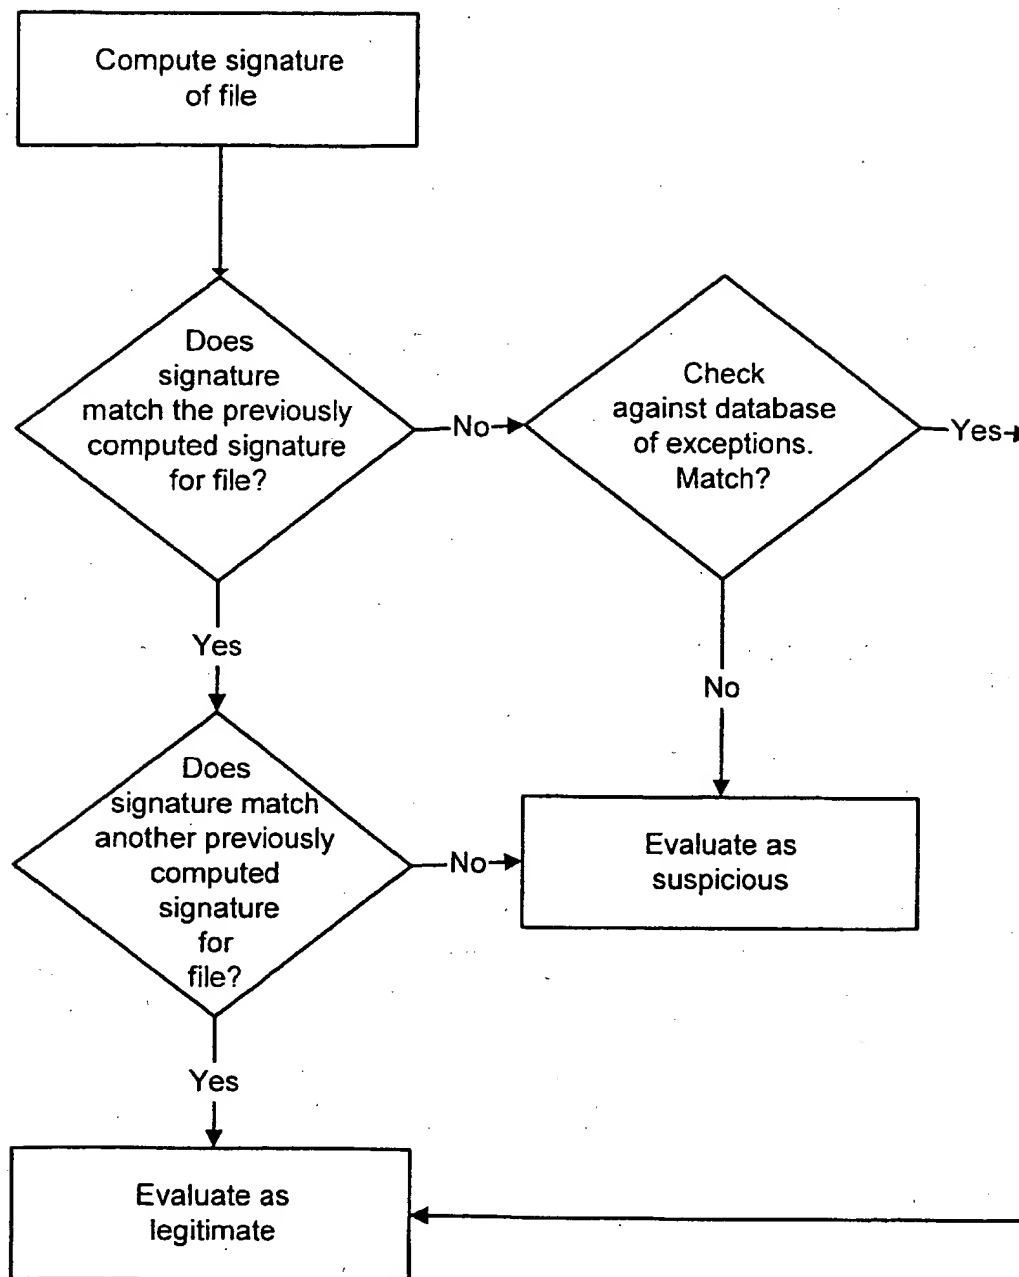 Compute signature
of file
Does
signature
match the previously
computed signature
for file?
No
Check
against database
of exceptions.
Match?
Yes
Yes
No
Does
signature match
another previously
computed
signature
for
file?
No
Evaluate as
suspicious
Yes
Evaluate as
legitimate